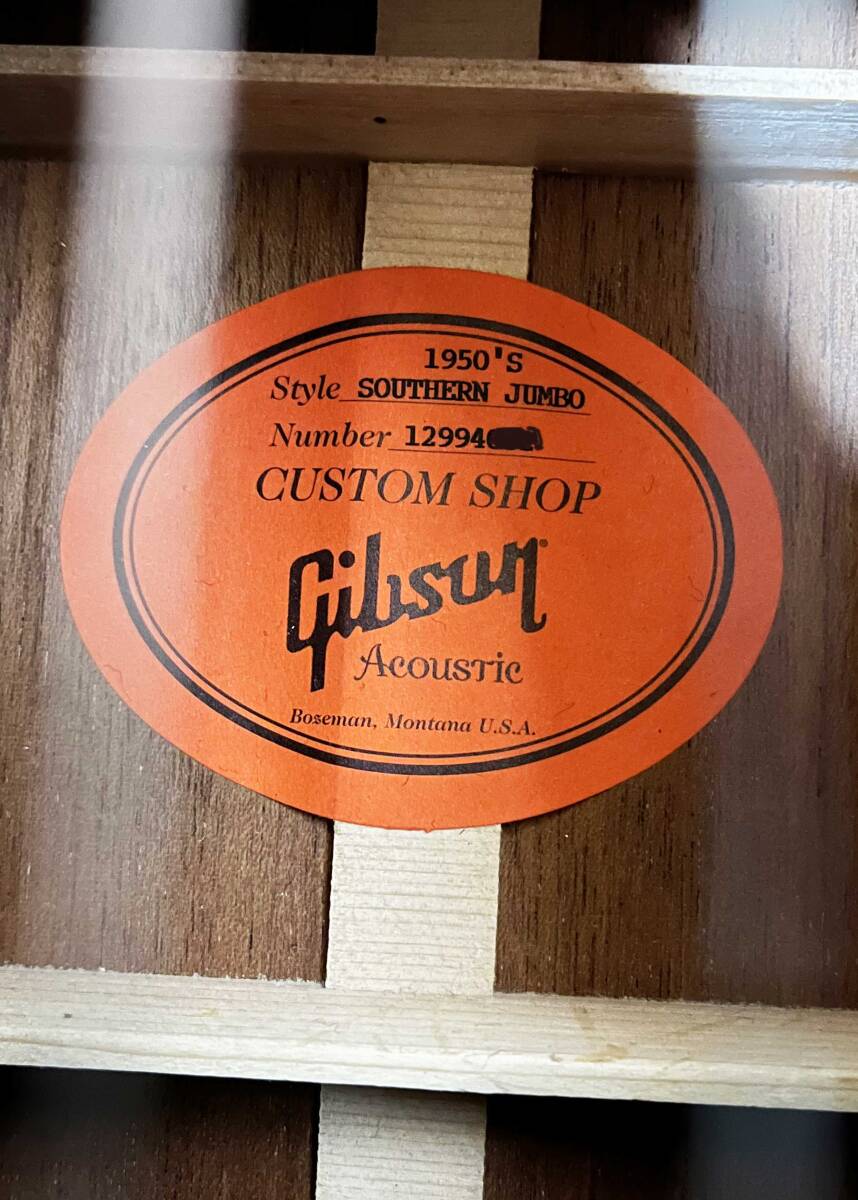 1950'S
Style SOUTHERN JUMBO
Number 12994
CUSTOM SHOP
Gibson
Acoustic
Bozeman, Montana U.S.A.